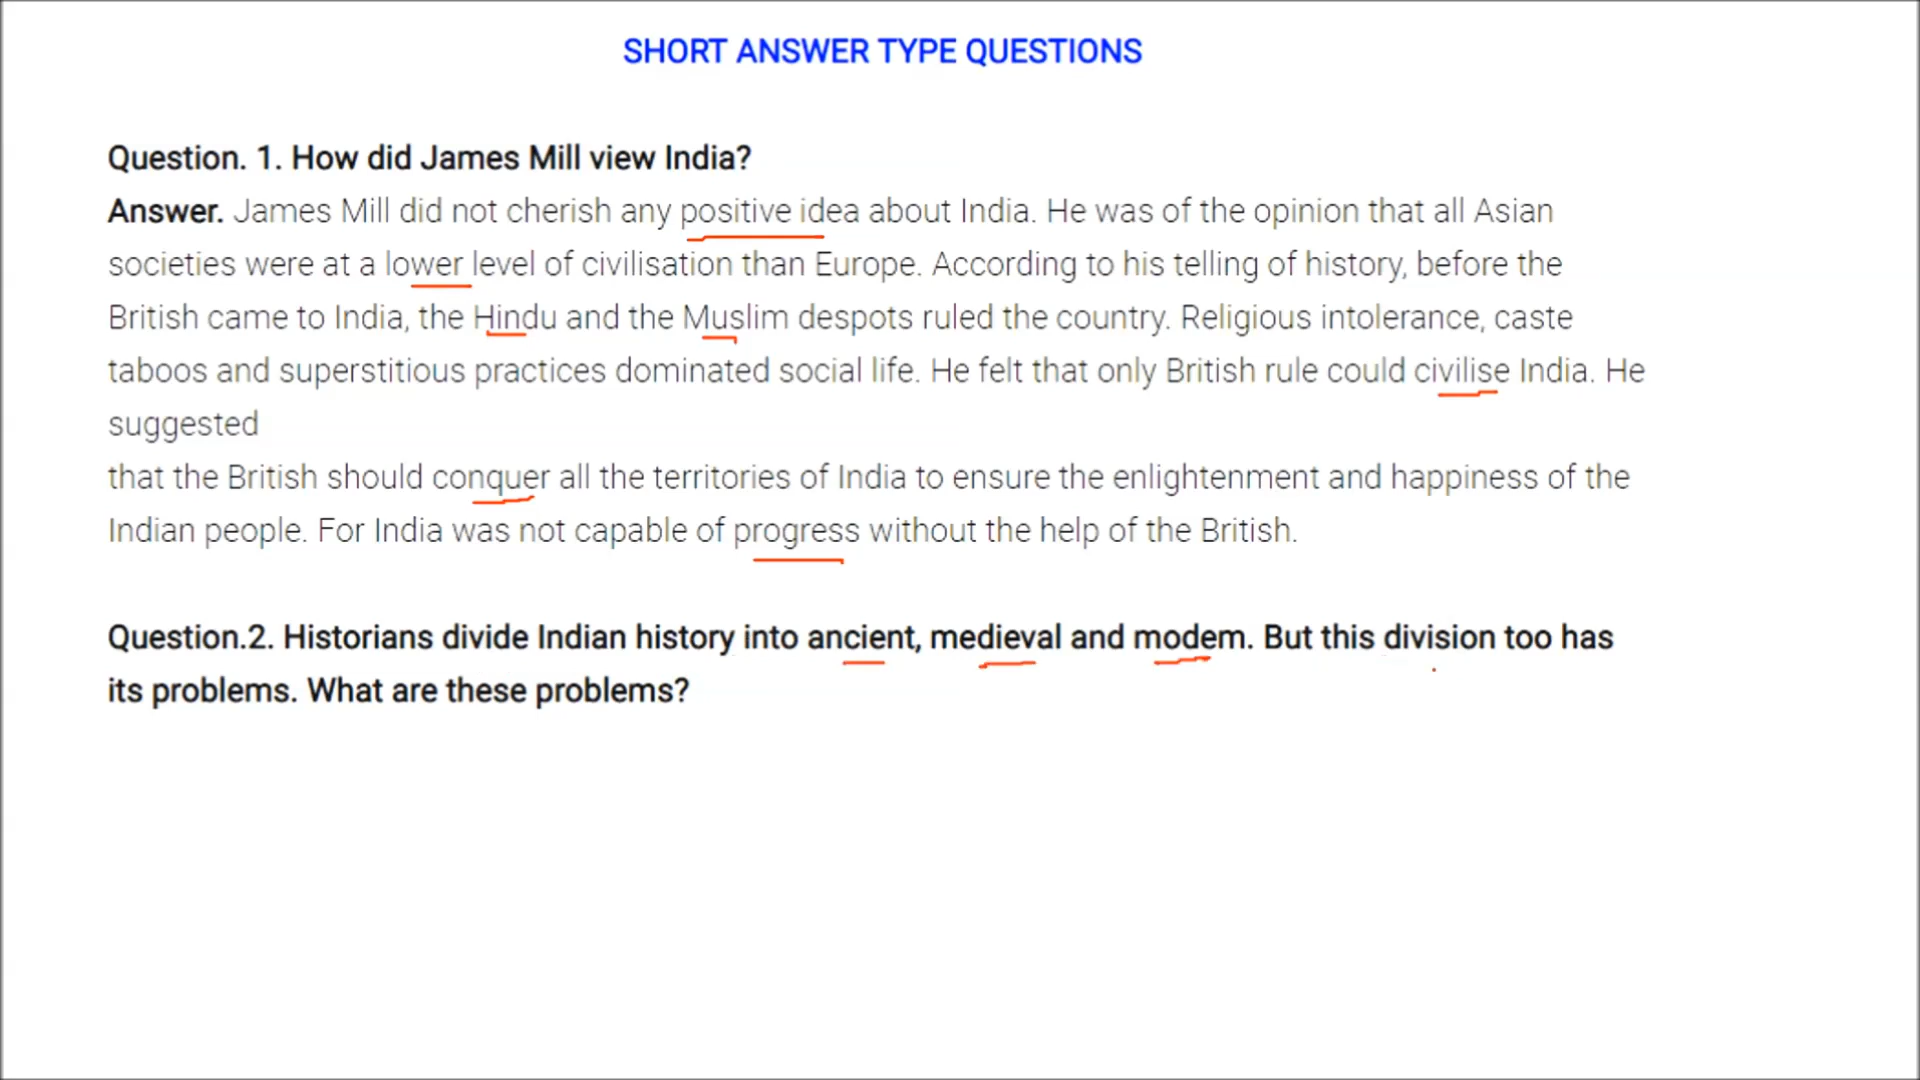 SHORT ANSWER TYPE QUESTIONS
Question. 1. How did James Mill view India?
Answer. James Mill did not cherish any positive idea about India. He was of the opinion that all Asian
societies were at a lower level of civilisation than Europe. According to his telling of history, before the
British came to India, the Hindu and the Muslim despots ruled the country. Religious intolerance, caste
taboos and superstitious practices dominated social life. He felt that only British rule could civilise India. He
suggested
that the British should conquer all the territories of India to ensure the enlightenment and happiness of the
Indian people. For India was not capable of progress without the help of the British.
Question.2. Historians divide Indian history into ancient, medieval and modem. But this division too has
its problems. What are these problems?